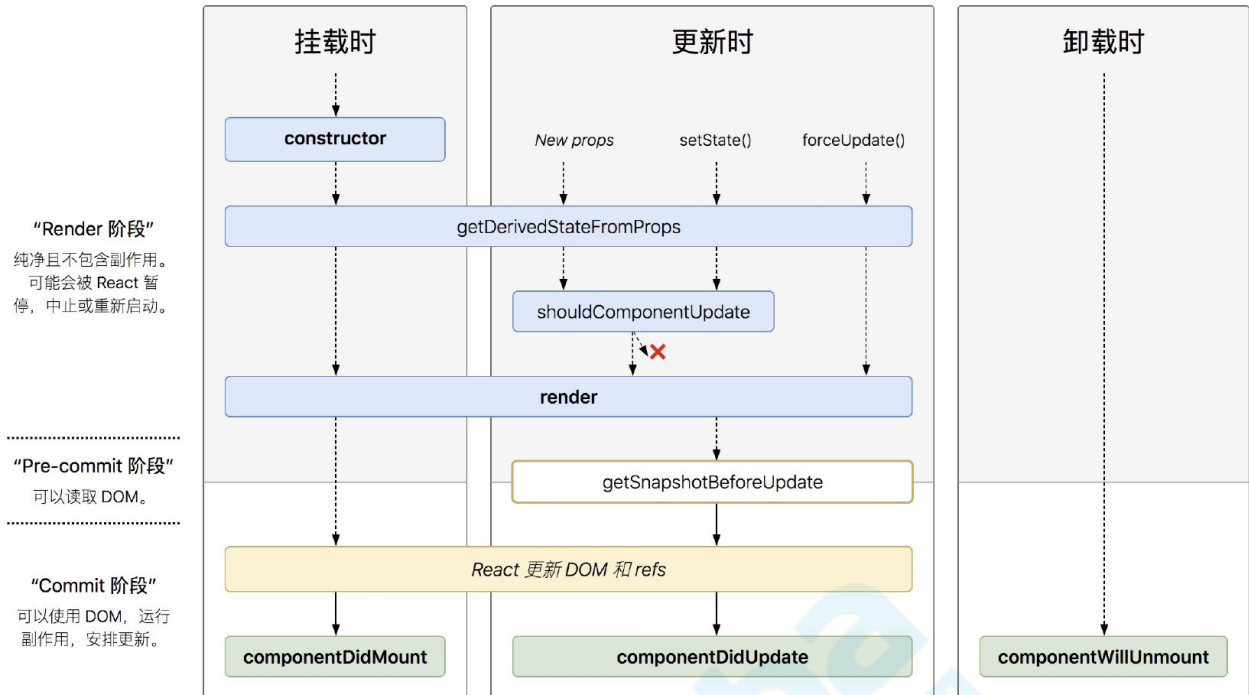 挂载时
更新时
卸载时
constructor
New props
setState()
forceUpdate()
“Render 阶段”
纯净且不包含副作用。
可能会被 React 暂
停，中止或重新启动。
getDerivedStateFromProps
shouldComponentUpdate
render
“Pre-commit 阶段”
可以读取 DOM。
getSnapshotBeforeUpdate
React 更新 DOM 和 refs
“Commit 阶段”
可以使用 DOM，运行
副作用，安排更新。
componentDidMount
componentDidUpdate
componentWillUnmount